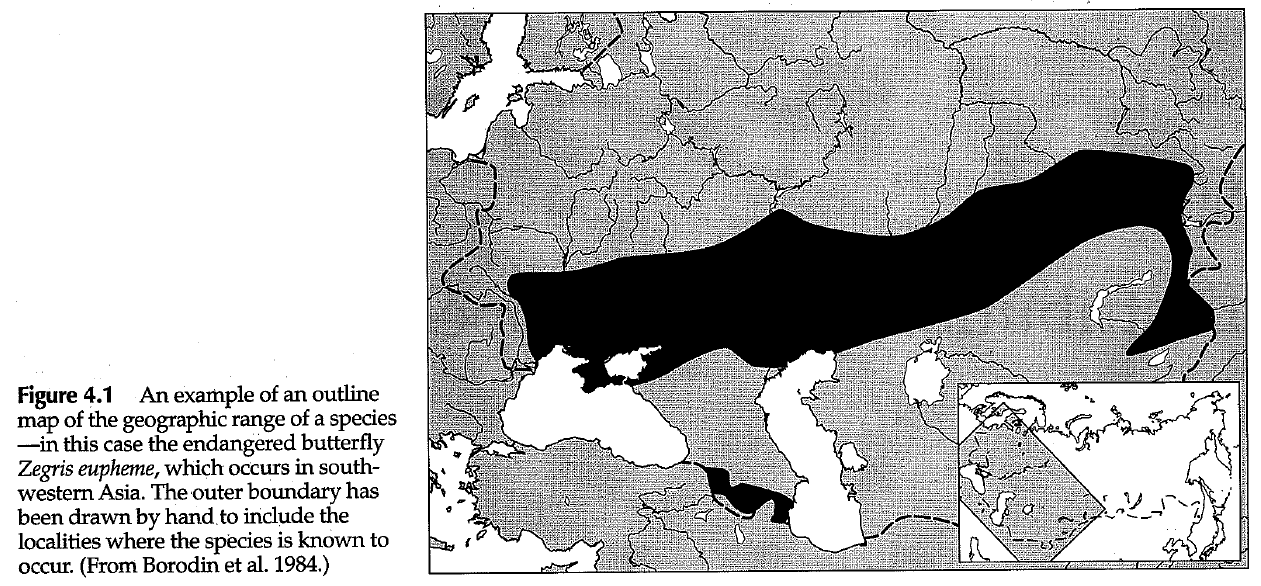 Figure 4.1 An example of an outline
map of the geographic range of a species
—in this case the endangered butterfly
Zegris eupheme, which occurs in south-
western Asia. The outer boundary has
been drawn by hand to include the
localities where the species is known to
occur. (From Borodin et al. 1984.)